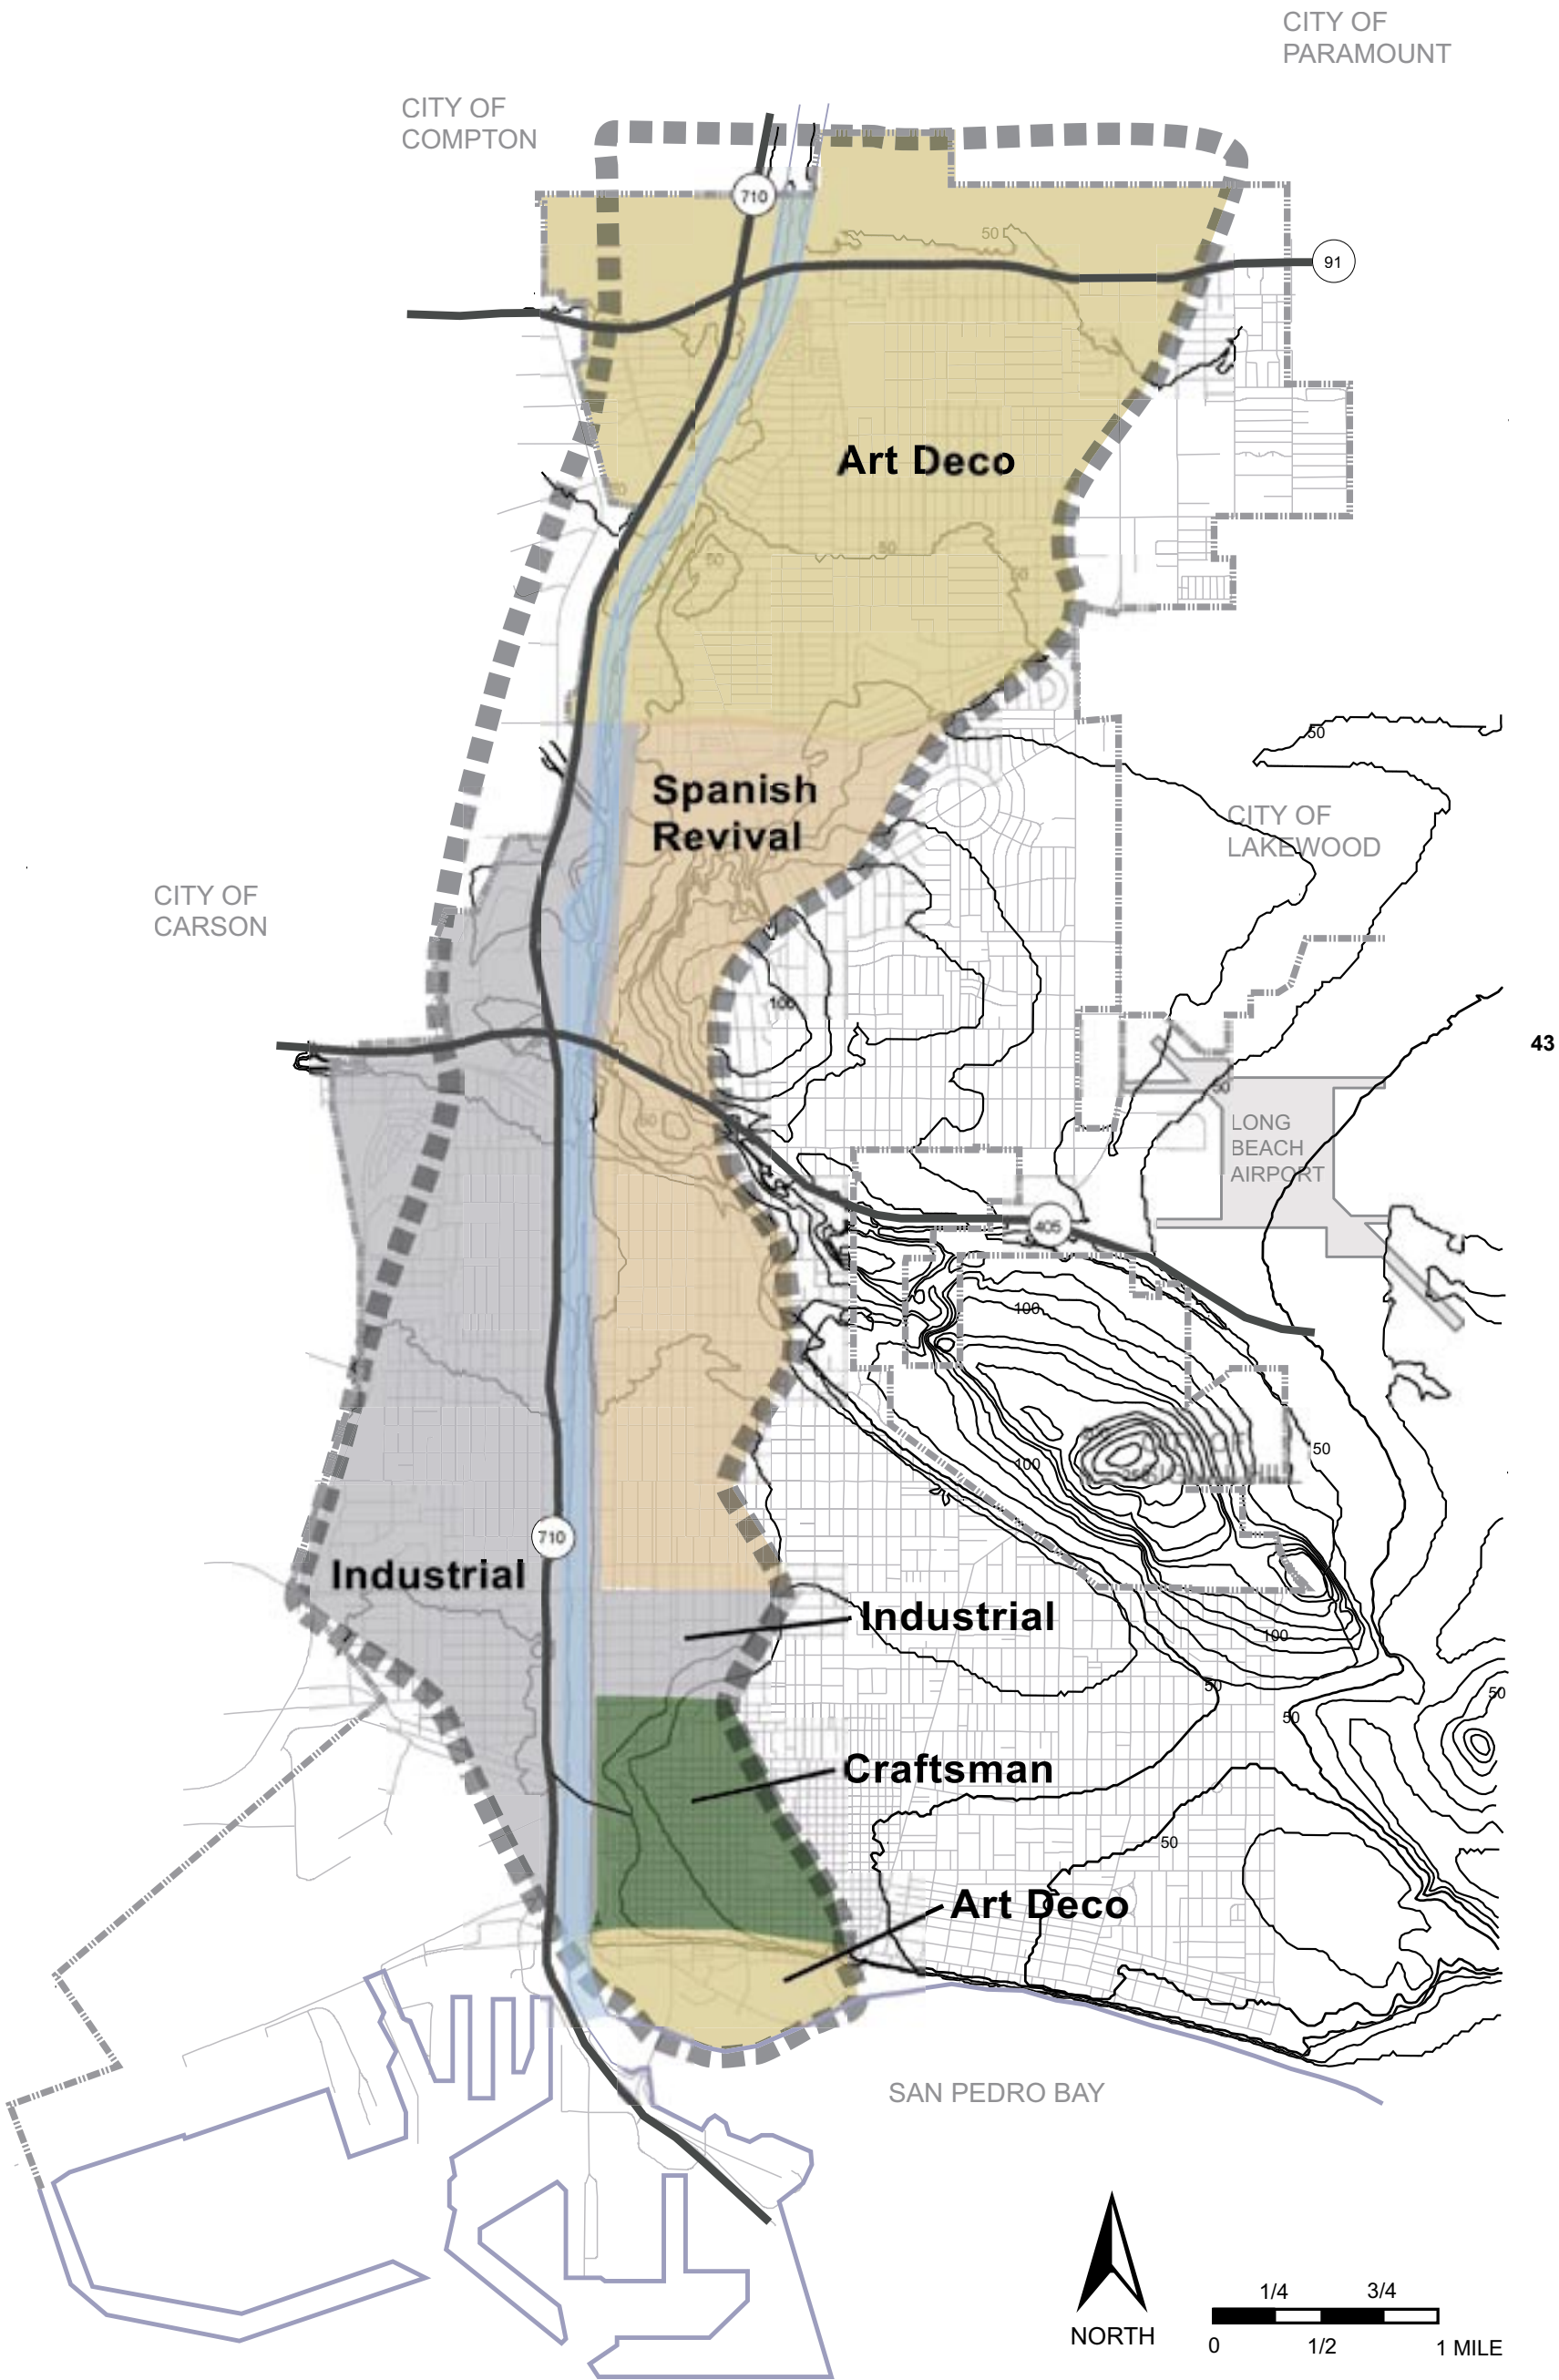 CITY OF
PARAMOUNT
CITY OF
COMPTON
710
50
91
Art Deco
50
50
50
50
Spanish
Revival
CITY OF
LAKEWOOD
CITY OF
CARSON
100
43
50
LONG
BEACH
AIRPORT
405
100
50
100
710
Industrial
Industrial
100
50
50
50
Craftsman
50
Art Deco
SAN PEDRO BAY
NORTH
1/4 3/4
0 1/2 1 MILE